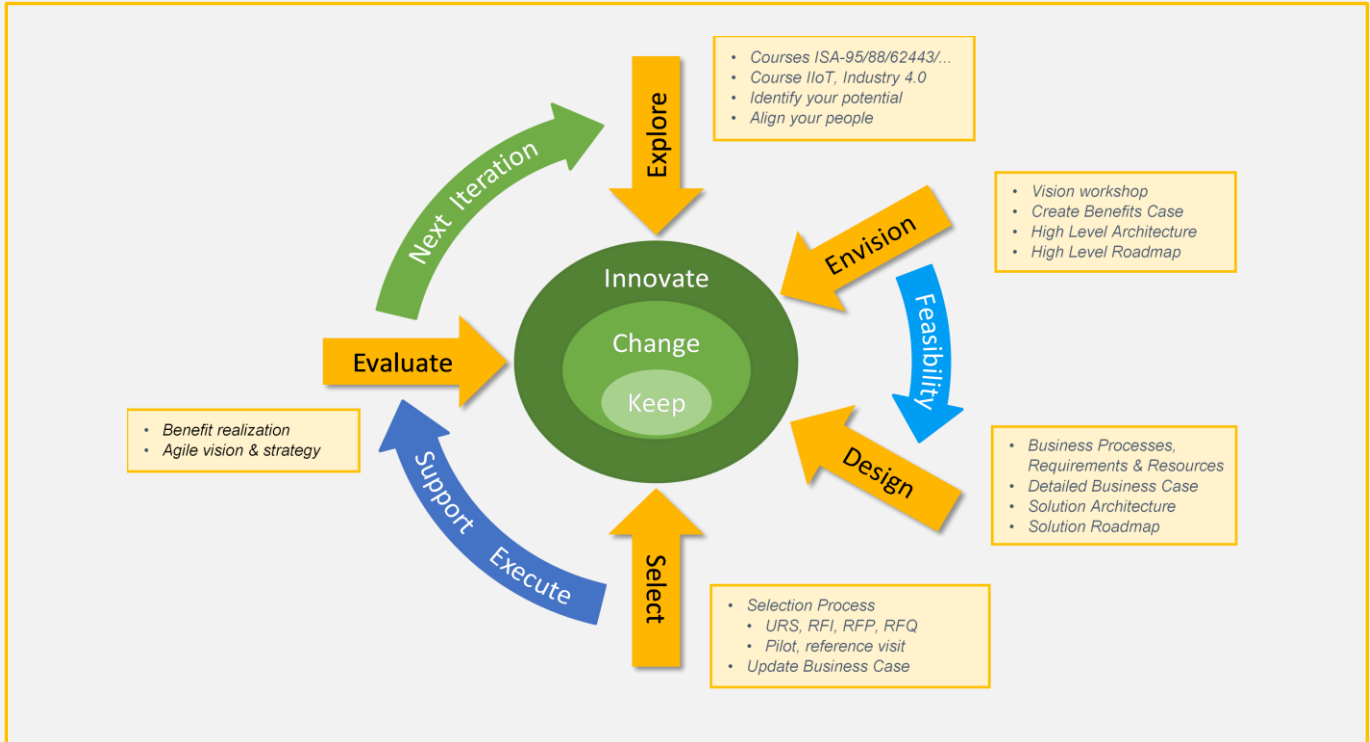 Explore
• Courses ISA-95/88/62443/...
• Course IIoT, Industry 4.0
• Identify your potential
• Align your people
Envision
• Vision workshop
• Create Benefits Case
• High Level Architecture
• High Level Roadmap
Feasibility
Design
• Business Processes,
Requirements & Resources
• Detailed Business Case
• Solution Architecture
• Solution Roadmap
Select
• Selection Process
• URS, RFI, RFP, RFQ
• Pilot, reference visit
• Update Business Case
Support Execute
Evaluate
• Benefit realization
• Agile vision & strategy
Next Iteration
Innovate
Change
Keep